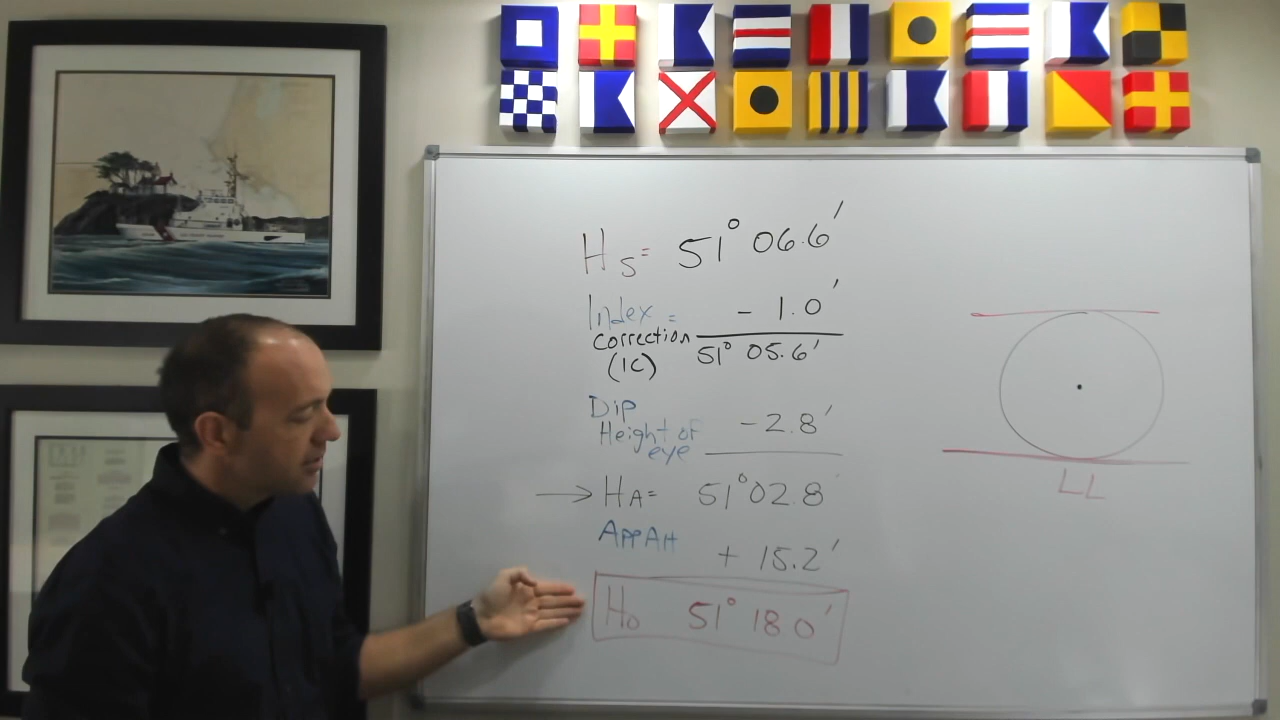 Hs= 51° 06.6'
Index = - 1.0'
correction 51° 05.6'
(IC)
Dip
Height of - 2.8'
eye
→ HA= 51° 02.8
App Alt + 15.2'
Ho 51° 18 0'
LL